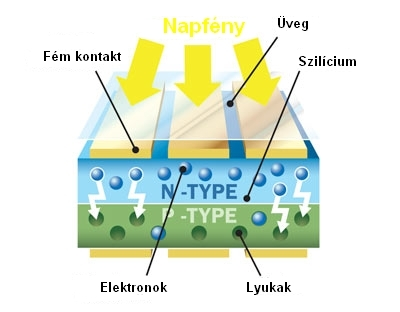 Napfény
Üveg
Fém kontakt
Szilícium
N-TYPE
P-TYPE
Elektronok
Lyukak